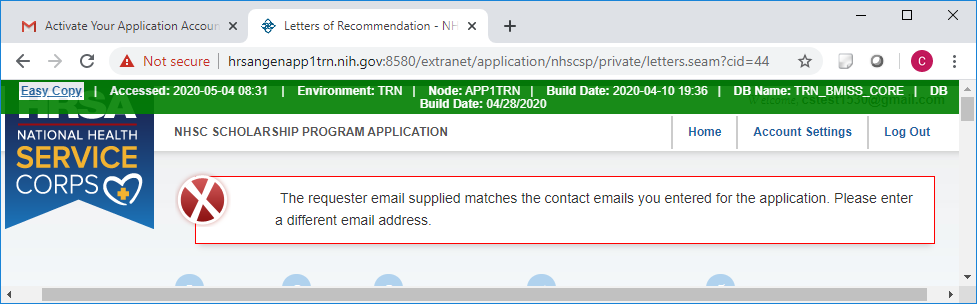 Activate Your Application Accoun
Letters of Recommendation - NH
Not secure | hrsangenapp1trn.nih.gov:8580/extranet/application/nhscsp/private/letters.seam?cid=44
C
Easy Copy | Accessed: 2020-05-04 08:31 | Environment: TRN | Node: APP1TRN | Build Date: 2020-04-10 19:36 | DB Name: TRN_BMISS_CORE | DB
Build Date: 04/28/2020
Welcome: cstest1530@gmail.com
HRSA
NATIONAL HEALTH
SERVICE
CORPS
NHSC SCHOLARSHIP PROGRAM APPLICATION
Home
Account Settings
Log Out
The requester email supplied matches the contact emails you entered for the application. Please enter
a different email address.